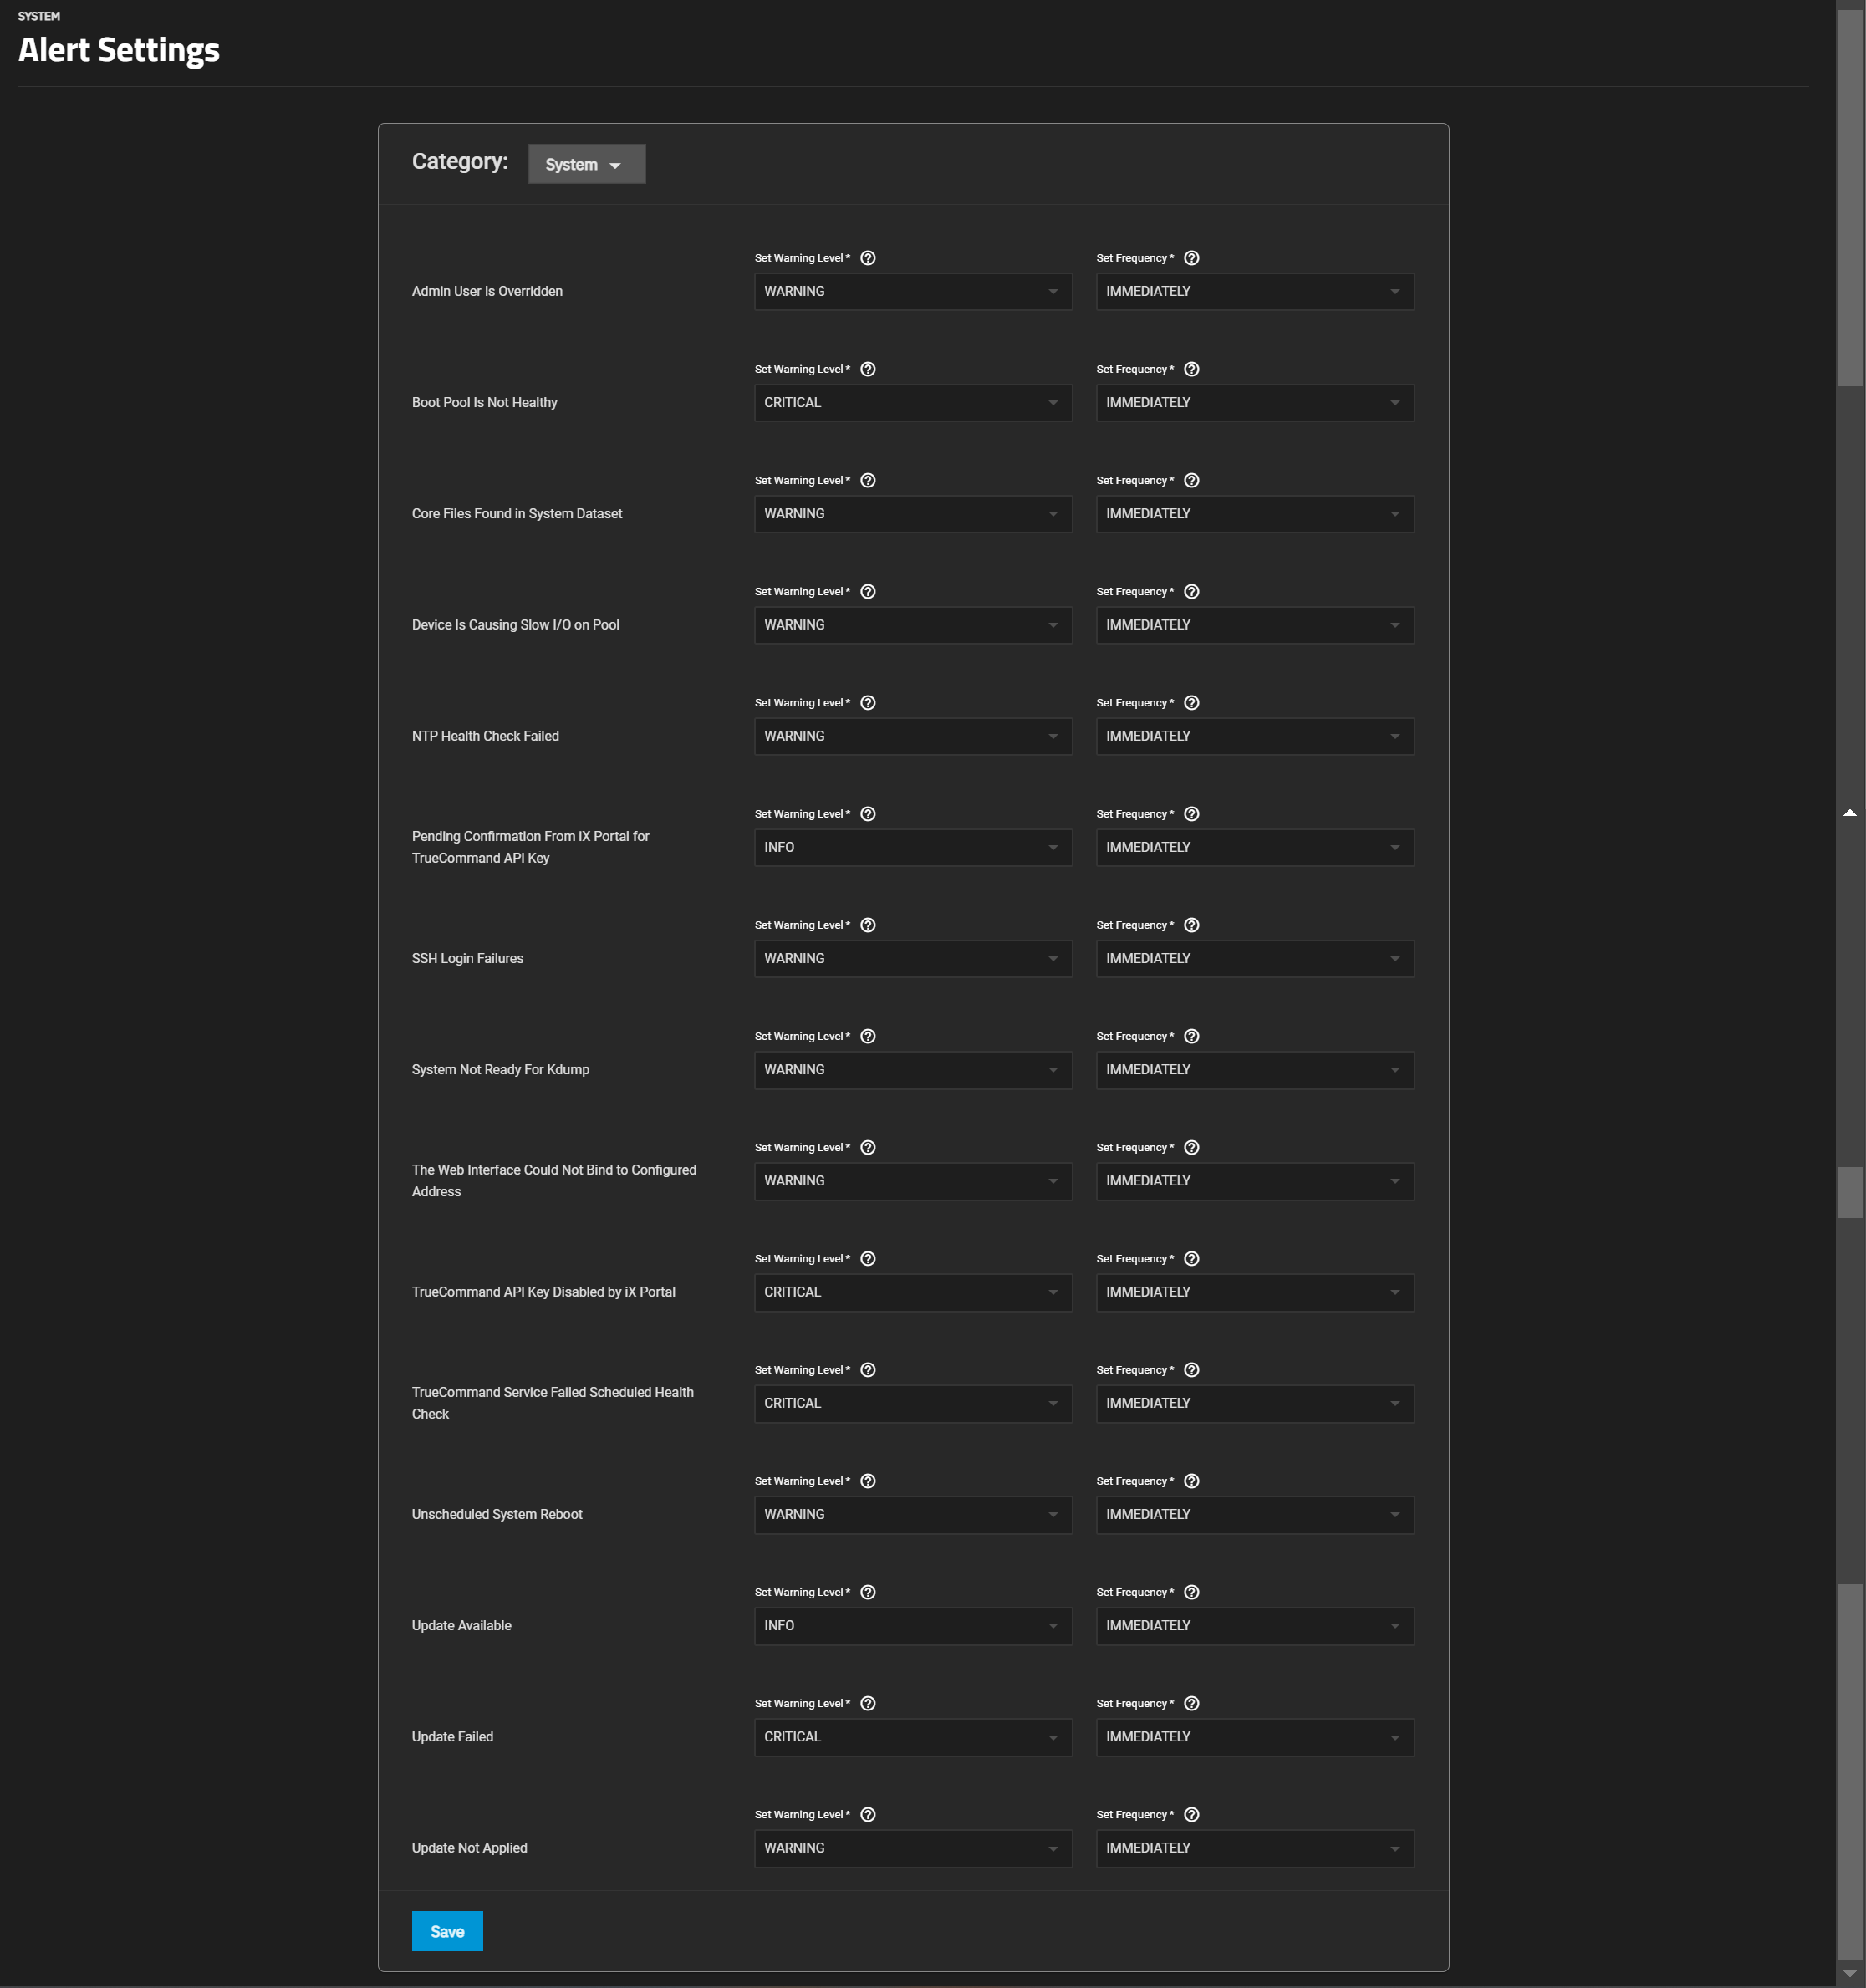 SYSTEM
Alert Settings
Category: System
Set Warning Level * Set Frequency *
Admin User Is Overridden WARNING IMMEDIATELY
Set Warning Level * Set Frequency *
Boot Pool Is Not Healthy CRITICAL IMMEDIATELY
Set Warning Level * Set Frequency *
Core Files Found in System Dataset WARNING IMMEDIATELY
Set Warning Level * Set Frequency *
Device Is Causing Slow I/O on Pool WARNING IMMEDIATELY
Set Warning Level * Set Frequency *
NTP Health Check Failed WARNING IMMEDIATELY
Set Warning Level * Set Frequency *
Pending Confirmation From iX Portal for
TrueCommand API Key
INFO IMMEDIATELY
Set Warning Level * Set Frequency *
SSH Login Failures WARNING IMMEDIATELY
Set Warning Level * Set Frequency *
System Not Ready For Kdump WARNING IMMEDIATELY
Set Warning Level * Set Frequency *
The Web Interface Could Not Bind to Configured
Address
WARNING IMMEDIATELY
Set Warning Level * Set Frequency *
TrueCommand API Key Disabled by iX Portal CRITICAL IMMEDIATELY
Set Warning Level * Set Frequency *
TrueCommand Service Failed Scheduled Health
Check
CRITICAL IMMEDIATELY
Set Warning Level * Set Frequency *
Unscheduled System Reboot WARNING IMMEDIATELY
Set Warning Level * Set Frequency *
Update Available INFO IMMEDIATELY
Set Warning Level * Set Frequency *
Update Failed CRITICAL IMMEDIATELY
Set Warning Level * Set Frequency *
Update Not Applied WARNING IMMEDIATELY
Save